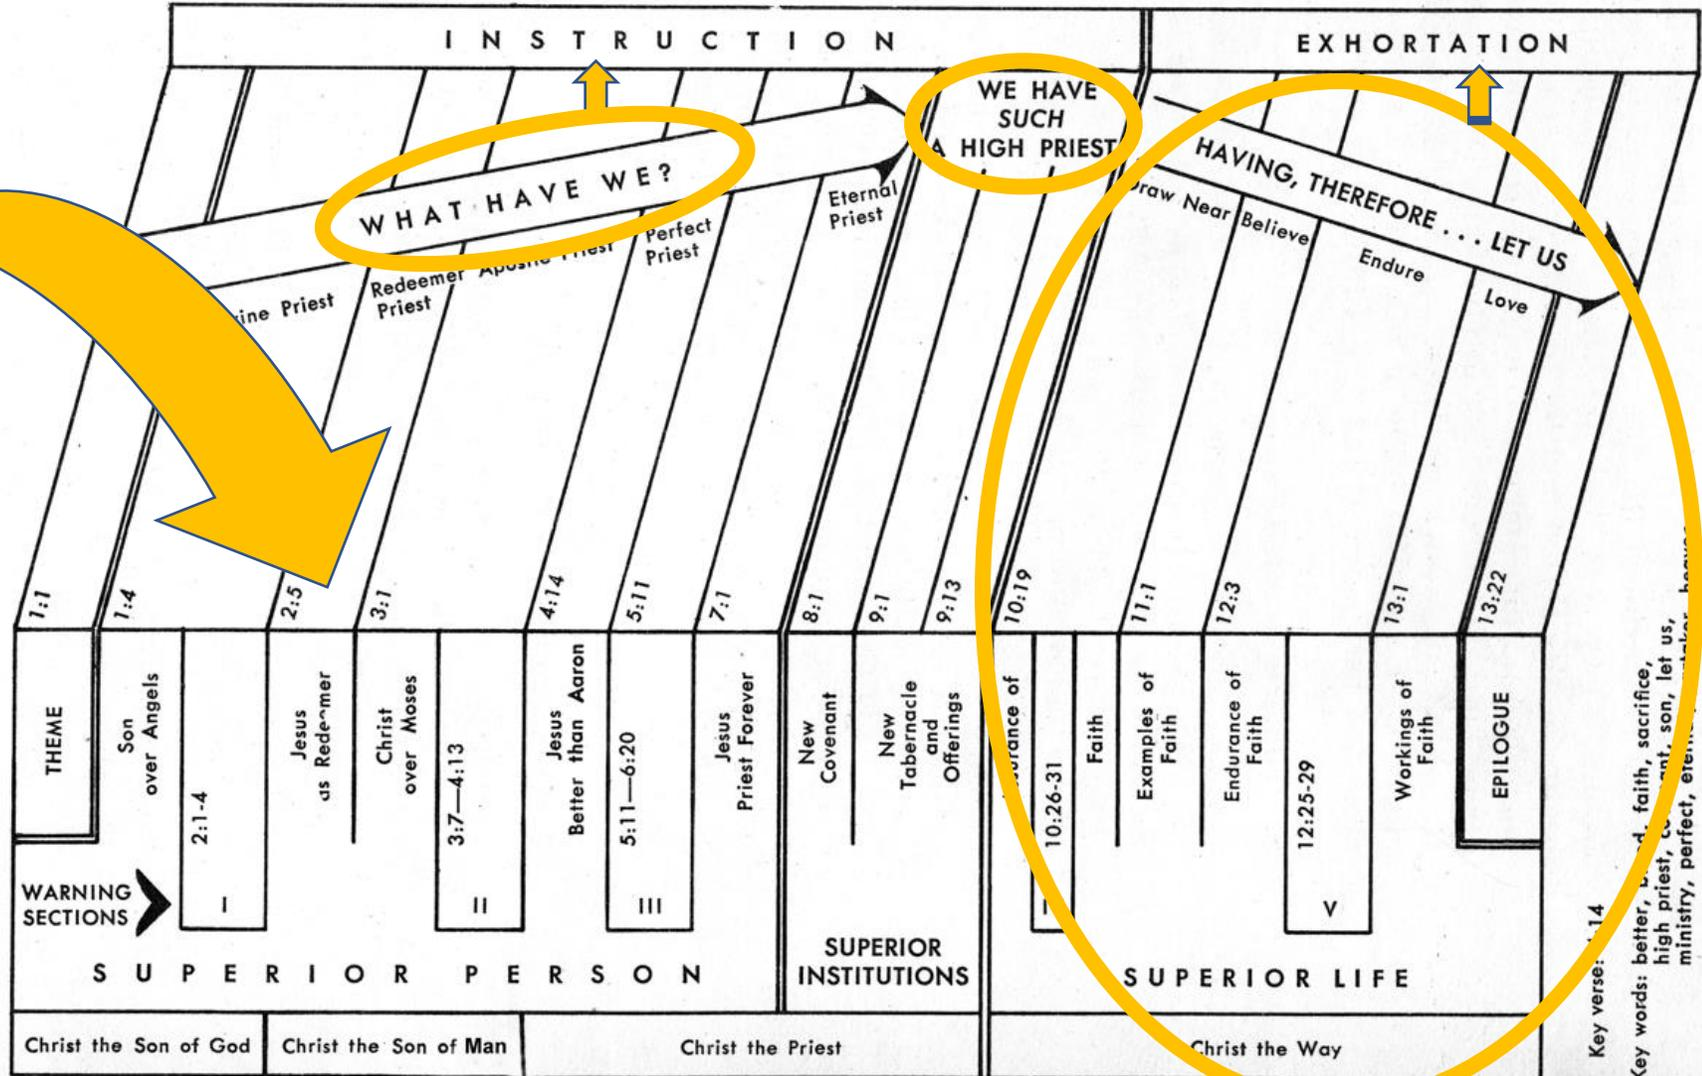 INSTRUCTION
EXHORTATION
WHAT HAVE WE?
WE HAVE
SUCH
A HIGH PRIEST
HAVING, THEREFORE . . . LET US
Priest
Redeemer
Priest
Priest
Perfect
Priest
Eternal
Priest
Draw Near
Believe
Endure
Love
1:1
1:4
2:5
3:1
4:14
5:11
7:1
8:1
9:1
9:13
10:19
11:1
12:3
13:1
13:22
THEME
Son
over Angels
2:1-4
Jesus
as Redeemer
Christ
over Moses
3:7—4:13
Jesus
Better than Aaron
5:11—6:20
Jesus
Priest Forever
New
Covenant
New
Tabernacle
and
Offerings
of
10:26-31
Faith
Examples of
Faith
Endurance of
Faith
12:25-29
Workings of
Faith
EPILOGUE
WARNING
SECTIONS
I
II
III
V
SUPERIOR PERSON
SUPERIOR
INSTITUTIONS
SUPERIOR LIFE
Christ the Son of God
Christ the Son of Man
Christ the Priest
Christ the Way
Key verse: 14
Key words: better, faith, sacrifice,
high priest, son, let us,
ministry, perfect,